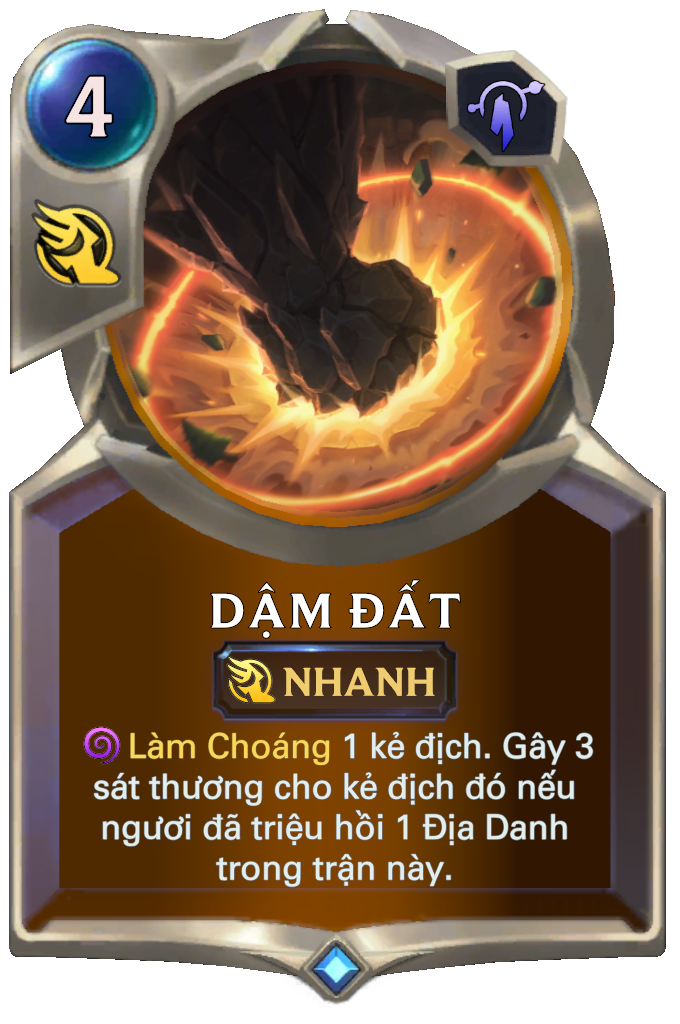 4
DẬM ĐẤT
NHANH
Làm Choáng 1 kẻ địch. Gây 3
sát thương cho kẻ địch đó nếu
ngươi đã triệu hồi 1 Địa Danh
trong trận này.